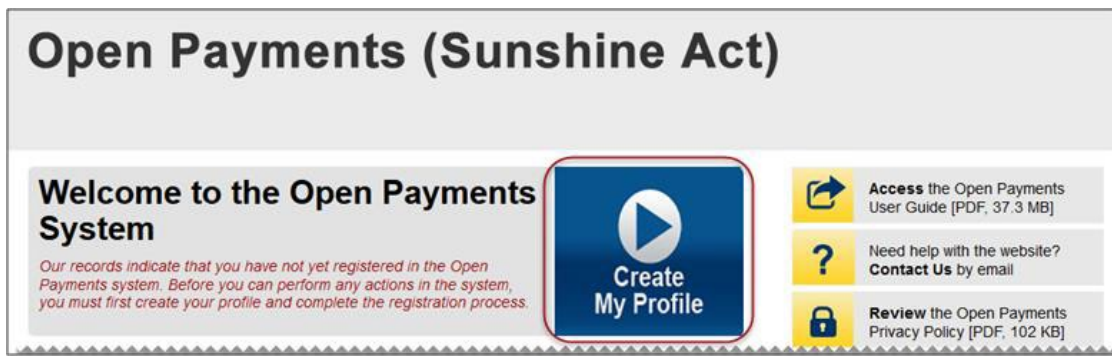 Open Payments (Sunshine Act)
Welcome to the Open Payments
System
Our records indicate that you have not yet registered in the Open
Payments system. Before you can perform any actions in the system,
you must first create your profile and complete the registration process.
Create
My Profile
Access the Open Payments
User Guide [PDF, 37.3 MB]
Need help with the website?
Contact Us by email
Review the Open Payments
Privacy Policy [PDF, 102 KB]